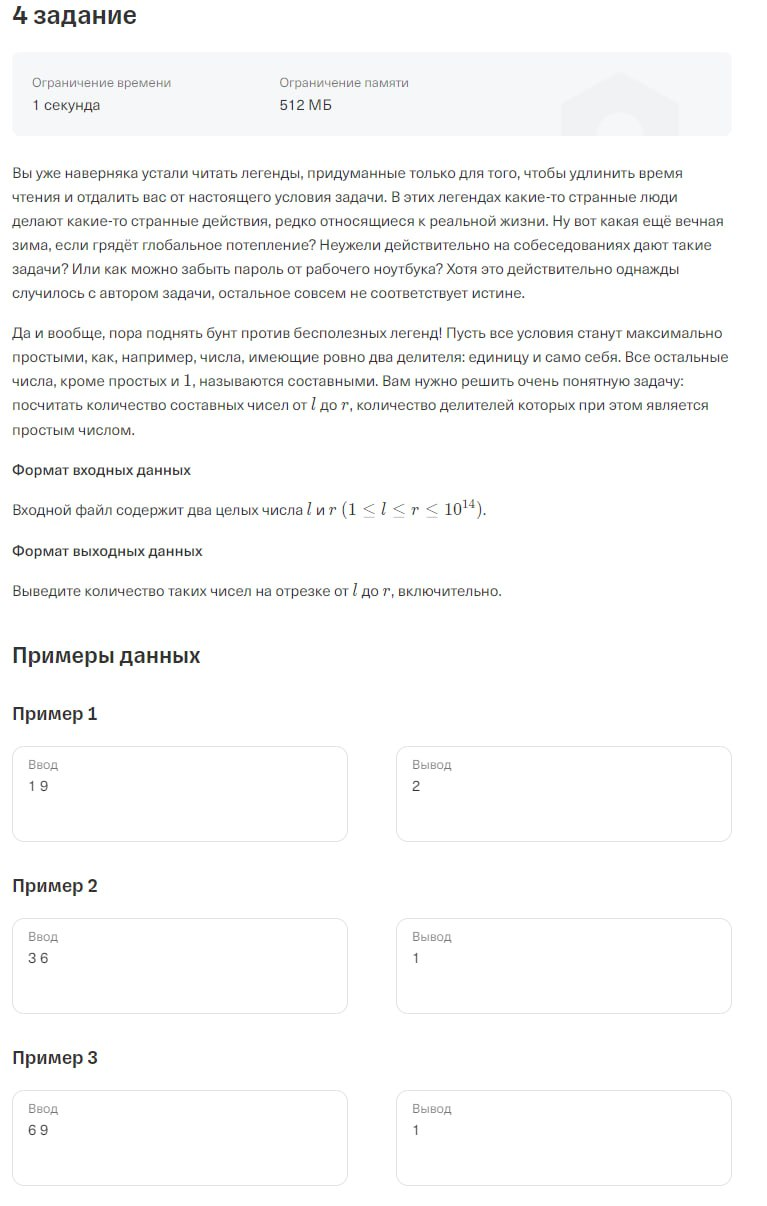 4 задание
Ограничение времени
1 секунда
Ограничение памяти
512 МБ
Вы уже наверняка устали читать легенды, придуманные только для того, чтобы удлинить время
чтения и отдалить вас от настоящего условия задачи. В этих легендах какие-то странные люди
делают какие-то странные действия, редко относящиеся к реальной жизни. Ну вот какая ещё вечная
зима, если грядёт глобальное потепление? Неужели действительно на собеседованиях дают такие
задачи? Или как можно забыть пароль от рабочего ноутбука? Хотя это действительно однажды
случилось с автором задачи, остальное совсем не соответствует истине.
Да и вообще, пора поднять бунт против бесполезных легенд! Пусть все условия станут максимально
простыми, как, например, числа, имеющие ровно два делителя: единицу и само себя. Все остальные
числа, кроме простых и 1, называются составными. Вам нужно решить очень понятную задачу:
посчитать количество составных чисел от l до r, количество делителей которых при этом является
простым числом.
Формат входных данных
Входной файл содержит два целых числа l и r (1 ≤ l ≤ r ≤ 10^14).
Формат выходных данных
Выведите количество таких чисел на отрезке от l до r, включительно.
Примеры данных
Пример 1
Ввод
1 9
Вывод
2
Пример 2
Ввод
3 6
Вывод
1
Пример 3
Ввод
6 9
Вывод
1